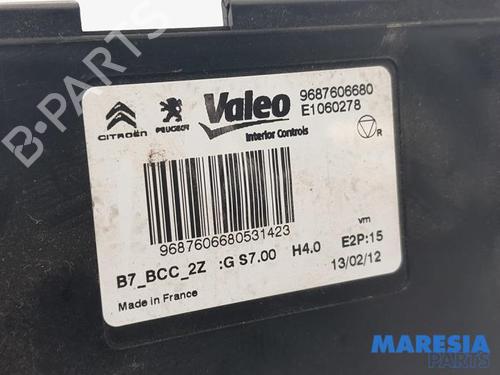 CITROËN
PEUGEOT
Valeo
Interior Controls
9687606680
E1060278
R
9687606680531423
vm
B7_BCC_2Z :G S7.00 H4.0 E2P:15
Made in France
13/02/12
B-PARTS
MARESIA
PARTS